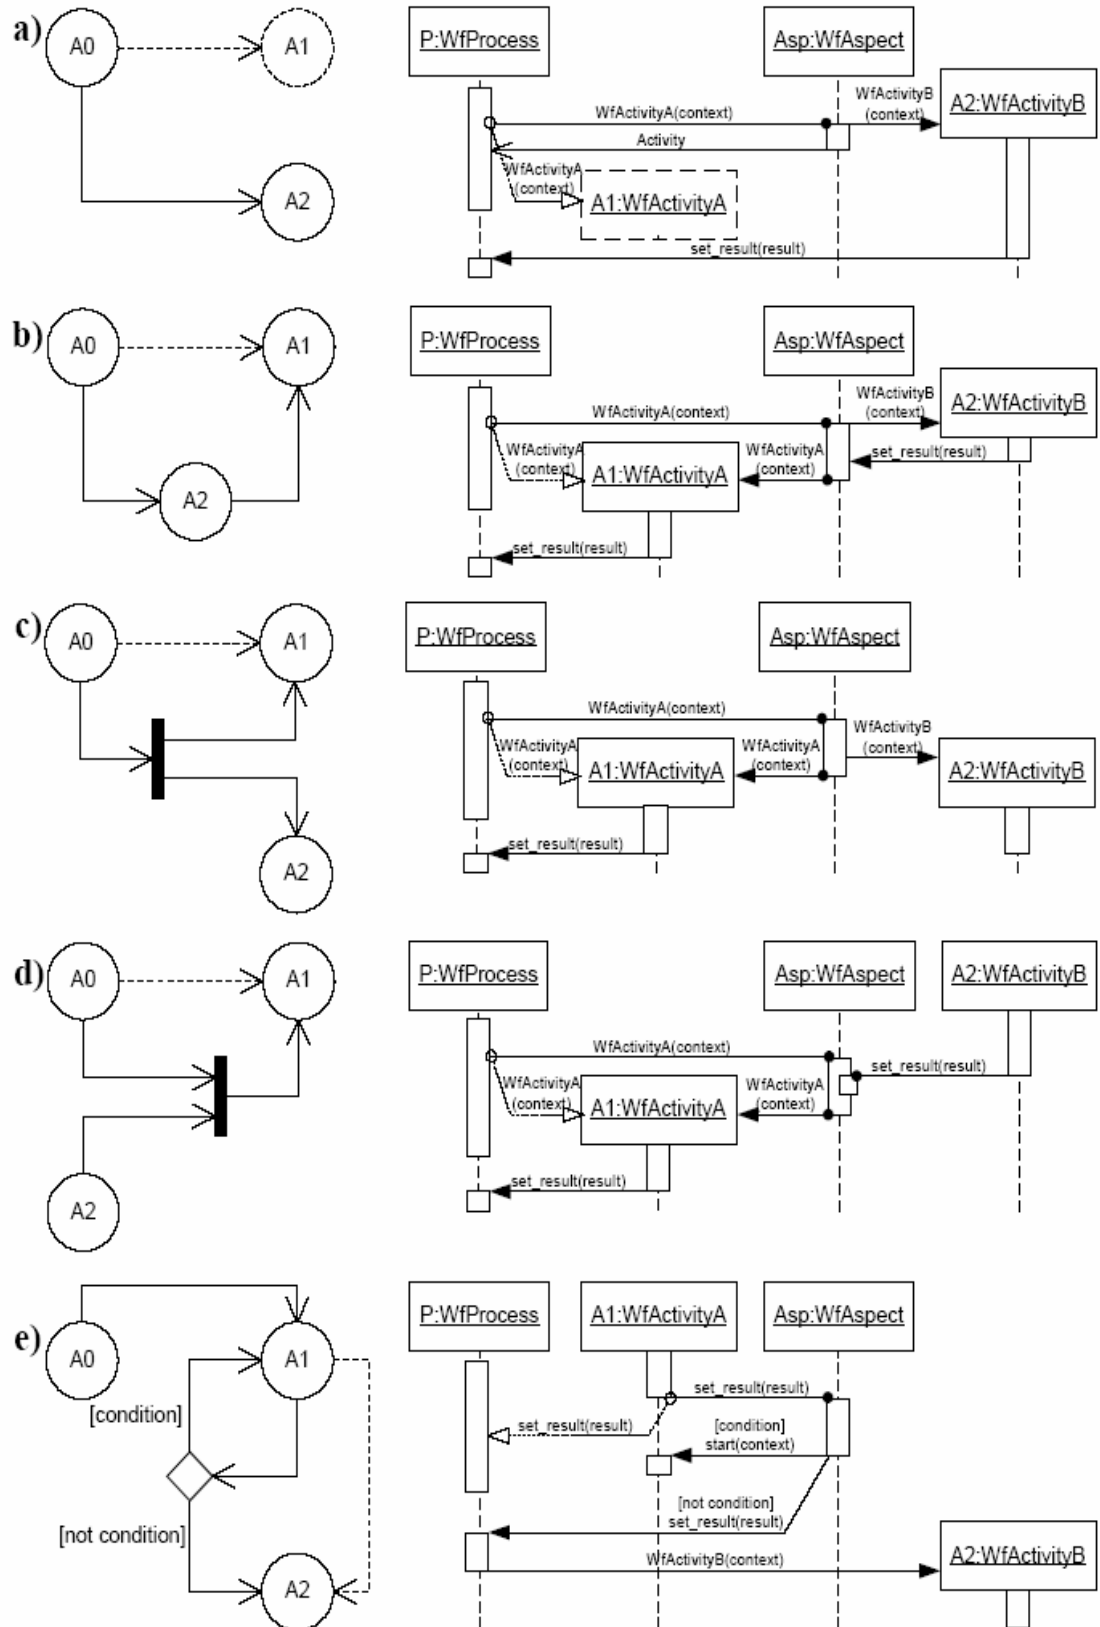 a)
A0
A1
A2
P:WfProcess
Asp:WfAspect
A2:WfActivityB
WfActivityA(context)
WfActivityB
(context)
Activity
WfActivityA
(context)
A1:WfActivityA
set_result(result)
b)
A0
A1
A2
P:WfProcess
Asp:WfAspect
A2:WfActivityB
WfActivityA(context)
WfActivityB
(context)
WfActivityA
(context)
A1:WfActivityA
WfActivityA
(context)
set_result(result)
set_result(result)
c)
A0
A1
A2
P:WfProcess
Asp:WfAspect
WfActivityA(context)
WfActivityB
(context)
WfActivityA
(context)
A1:WfActivityA
WfActivityA
(context)
A2:WfActivityB
set_result(result)
d)
A0
A1
A2
P:WfProcess
Asp:WfAspect
A2:WfActivityB
WfActivityA(context)
set_result(result)
WfActivityA
(context)
A1:WfActivityA
WfActivityA
(context)
set_result(result)
e)
A0
A1
[condition]
[not condition]
A2
P:WfProcess
A1:WfActivityA
Asp:WfAspect
set_result(result)
set_result(result)
[condition]
start(context)
[not condition]
set_result(result)
WfActivityB(context)
A2:WfActivityB